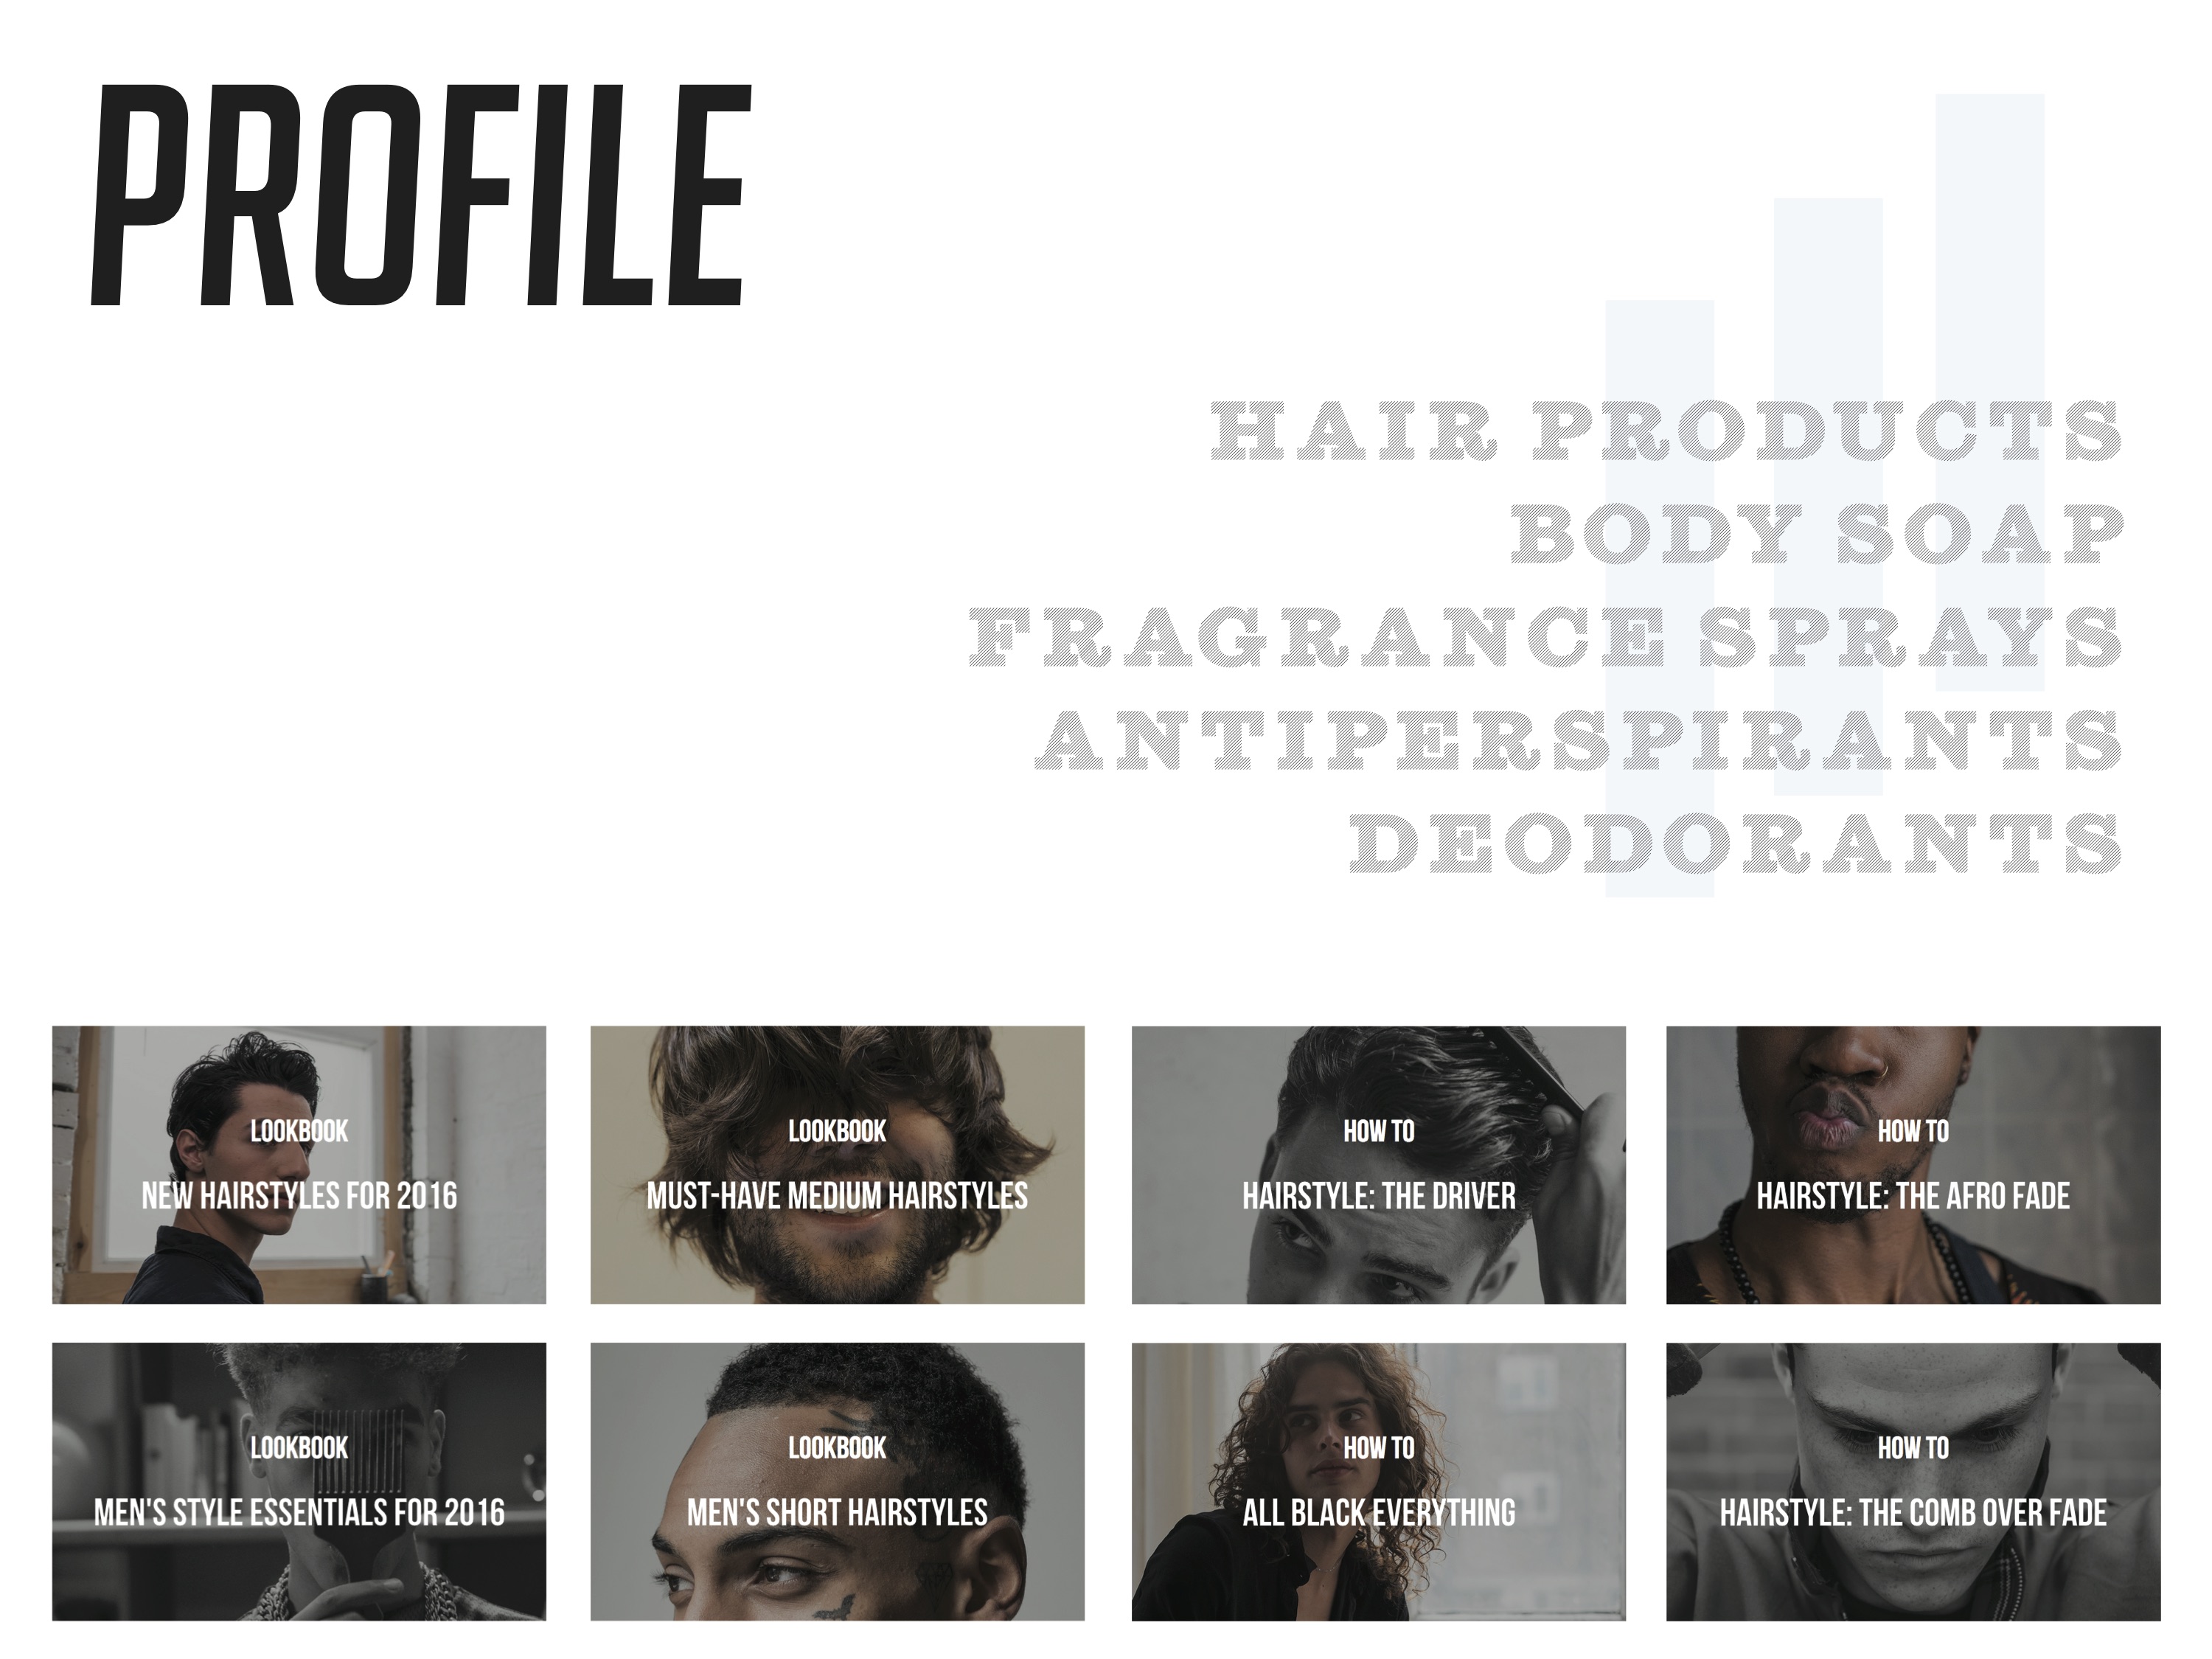 PROFILE
HAIR PRODUCTS
BODY SOAP
FRAGRANCE SPRAYS
ANTIPERSPIRANTS
DEODORANTS
LOOKBOOK
NEW HAIRSTYLES FOR 2016
LOOKBOOK
MUST-HAVE MEDIUM HAIRSTYLES
HOW TO
HAIRSTYLE: THE DRIVER
HOW TO
HAIRSTYLE: THE AFRO FADE
LOOKBOOK
MEN'S STYLE ESSENTIALS FOR 2016
LOOKBOOK
MEN'S SHORT HAIRSTYLES
HOW TO
ALL BLACK EVERYTHING
HOW TO
HAIRSTYLE: THE COMB OVER FADE